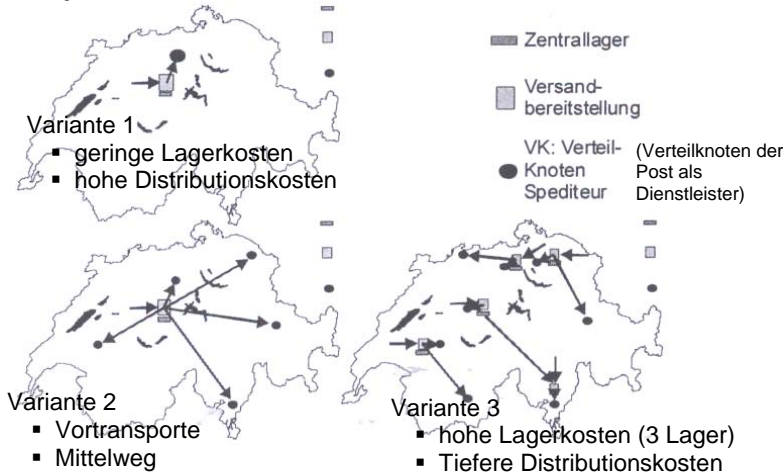 Zentrallager
Versand-
bereitstellung
VK: Verteil-
Knoten
Spediteur
(Verteilknoten der
Post als
Dienstleister)
Variante 1
▪ geringe Lagerkosten
▪ hohe Distributionskosten
Variante 2
▪ Vortransporte
▪ Mittelweg
Variante 3
▪ hohe Lagerkosten (3 Lager)
▪ Tiefere Distributionskosten